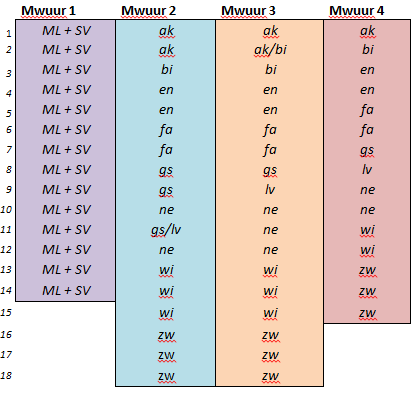 Mwuur 1 Mwuur 2 Mwuur 3 Mwuur 4
1 ML + SV ak ak ak
2 ML + SV ak ak/bi bi
3 ML + SV bi bi en
4 ML + SV en en en
5 ML + SV en en fa
6 ML + SV fa fa fa
7 ML + SV fa fa gs
8 ML + SV gs gs lv
9 ML + SV gs lv ne
10 ML + SV ne ne ne
11 ML + SV gs/lv ne wi
12 ML + SV ne ne wi
13 ML + SV wi wi zw
14 ML + SV wi wi zw
15 wi wi zw
16 zw zw
17 zw zw
18 zw zw